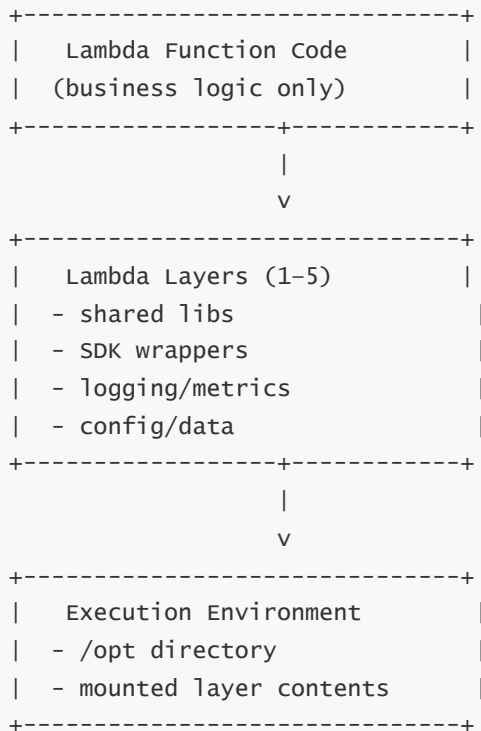 +-------------------------------+
|   Lambda Function Code        |
|  (business logic only)        |
+------------------+------------+
                   |
                   v
+-------------------------------+
|   Lambda Layers (1–5)         |
|  - shared libs                 |
|  - SDK wrappers                |
|  - logging/metrics             |
|  - config/data                 |
+------------------+------------+
                   |
                   v
+-------------------------------+
|   Execution Environment        |
|  - /opt directory              |
|  - mounted layer contents      |
+-------------------------------+